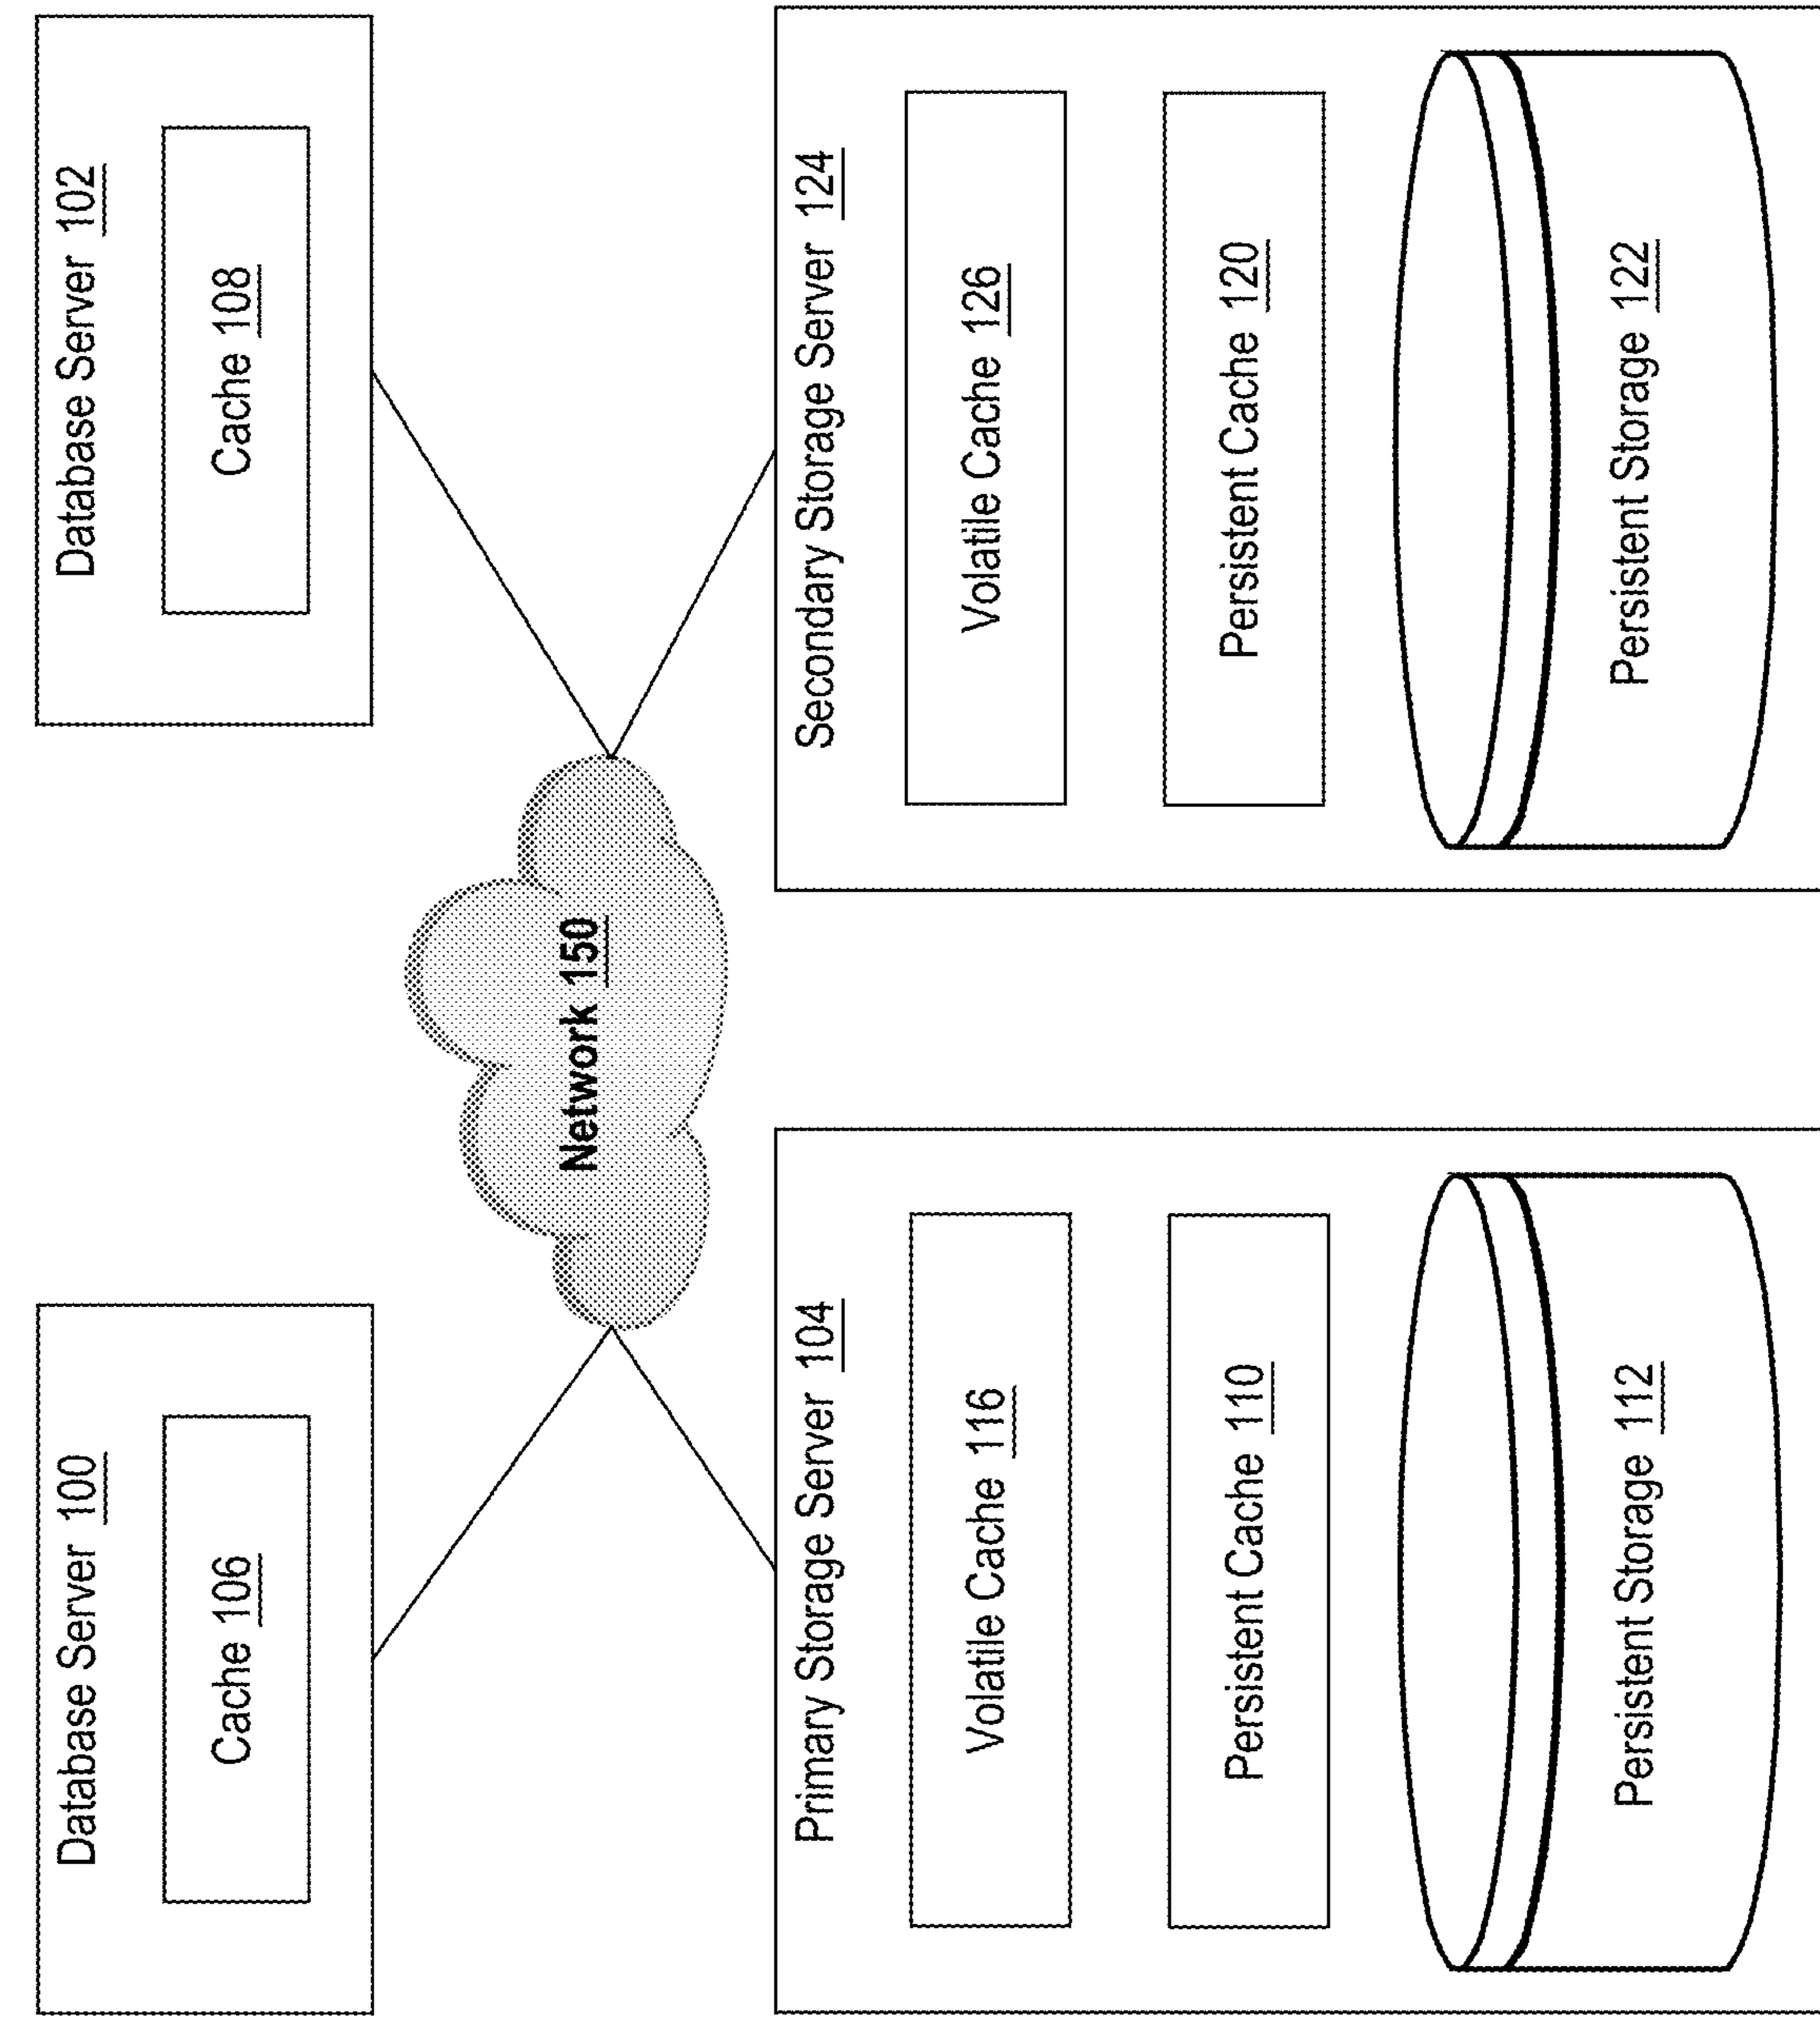 Database Server 100
Cache 106
Database Server 102
Cache 108
Network 150
Primary Storage Server 104
Volatile Cache 116
Persistent Cache 110
Persistent Storage 112
Secondary Storage Server 124
Volatile Cache 126
Persistent Cache 120
Persistent Storage 122